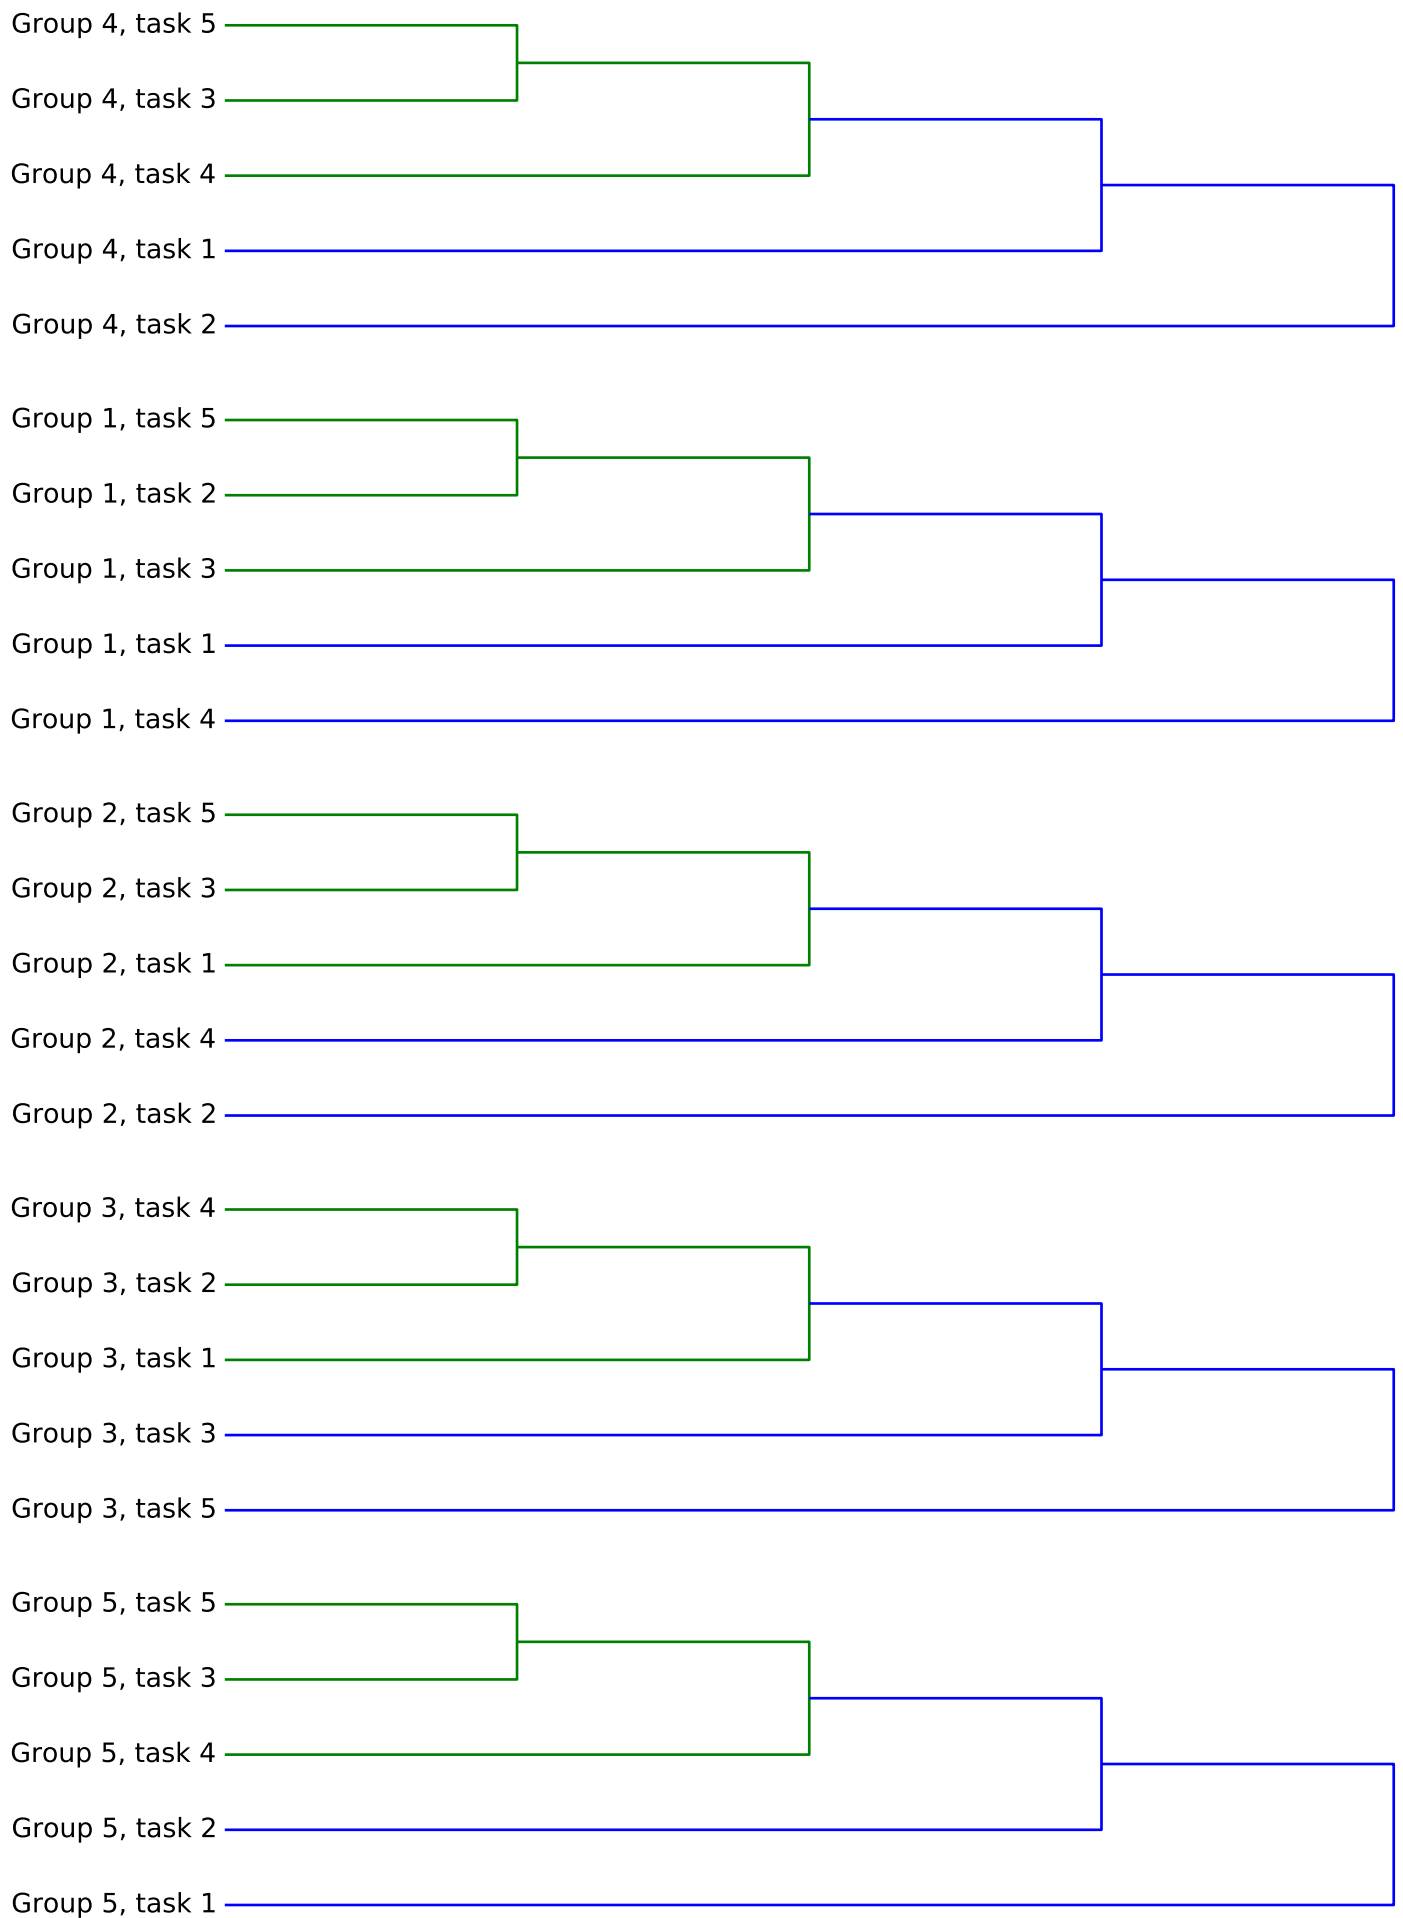 Group 4, task 5
Group 4, task 3
Group 4, task 4
Group 4, task 1
Group 4, task 2
Group 1, task 5
Group 1, task 2
Group 1, task 3
Group 1, task 1
Group 1, task 4
Group 2, task 5
Group 2, task 3
Group 2, task 1
Group 2, task 4
Group 2, task 2
Group 3, task 4
Group 3, task 2
Group 3, task 1
Group 3, task 3
Group 3, task 5
Group 5, task 5
Group 5, task 3
Group 5, task 4
Group 5, task 2
Group 5, task 1